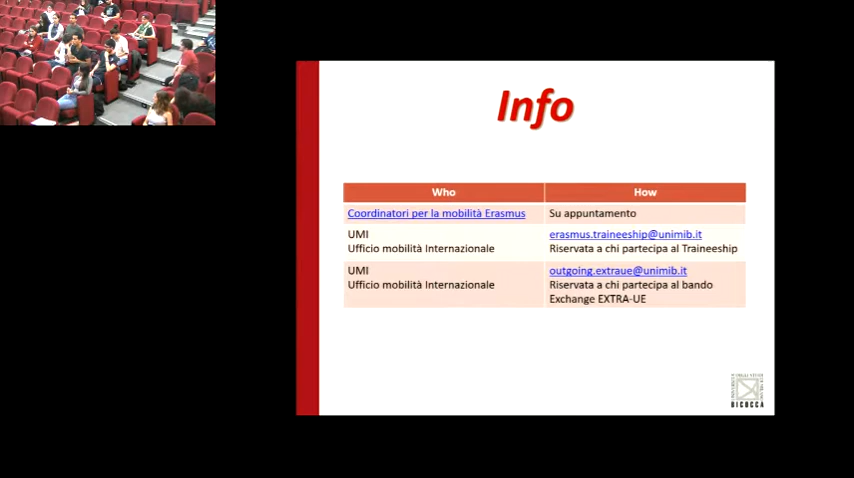 Info
Who How
Coordinatori per la mobilità Erasmus Su appuntamento
UMI erasmus.traineeship@unimib.it
Ufficio mobilità Internazionale Riservata a chi partecipa al Traineeship
UMI outgoing.extraue@unimib.it
Ufficio mobilità Internazionale Riservata a chi partecipa al bando
Exchange EXTRA-UE
BICOCCA